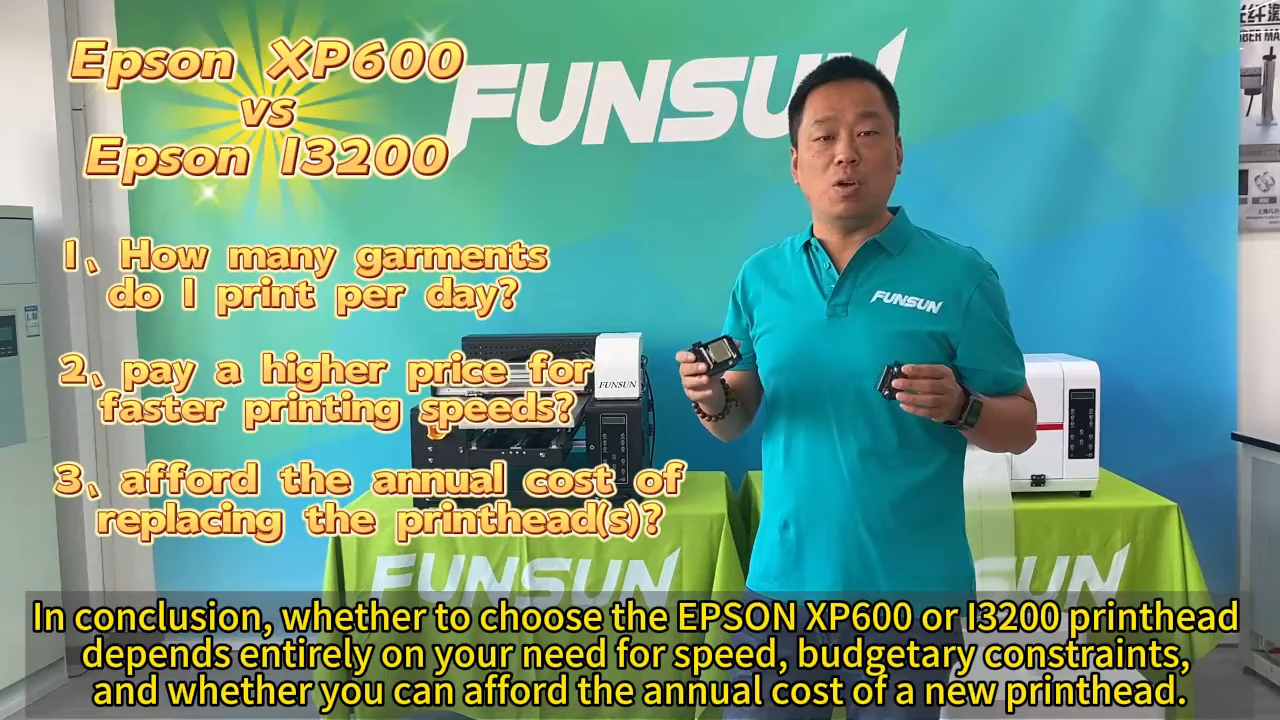 Epson XP600
vs
Epson I3200
FUNSUN
1、How many garments
do I print per day?
2、pay a higher price for
faster printing speeds?
3、afford the annual cost of
replacing the printhead(s)?
FUNSUN
FUNSUN
FUNSUN
UN
In conclusion, whether to choose the EPSON XP600 or I3200 printhead
depends entirely on your need for speed, budgetary constraints,
and whether you can afford the annual cost of a new printhead.